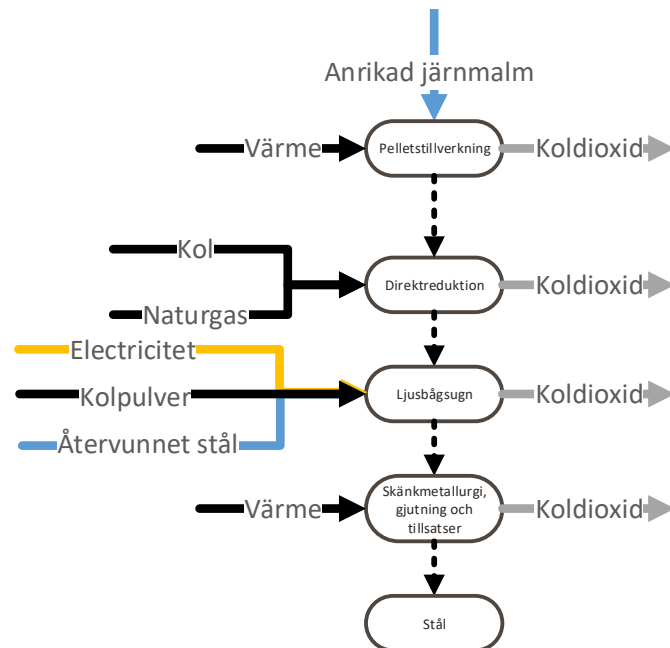 Anrikad järnmalm
Värme
Pelletstillverkning
Koldioxid
Kol
Naturgas
Direktreduktion
Koldioxid
Electricitet
Kolpulver
Återvunnet stål
Ljusbågsugn
Koldioxid
Värme
Skänkmetallurgi,
gjutning och
tillsatser
Koldioxid
Stål